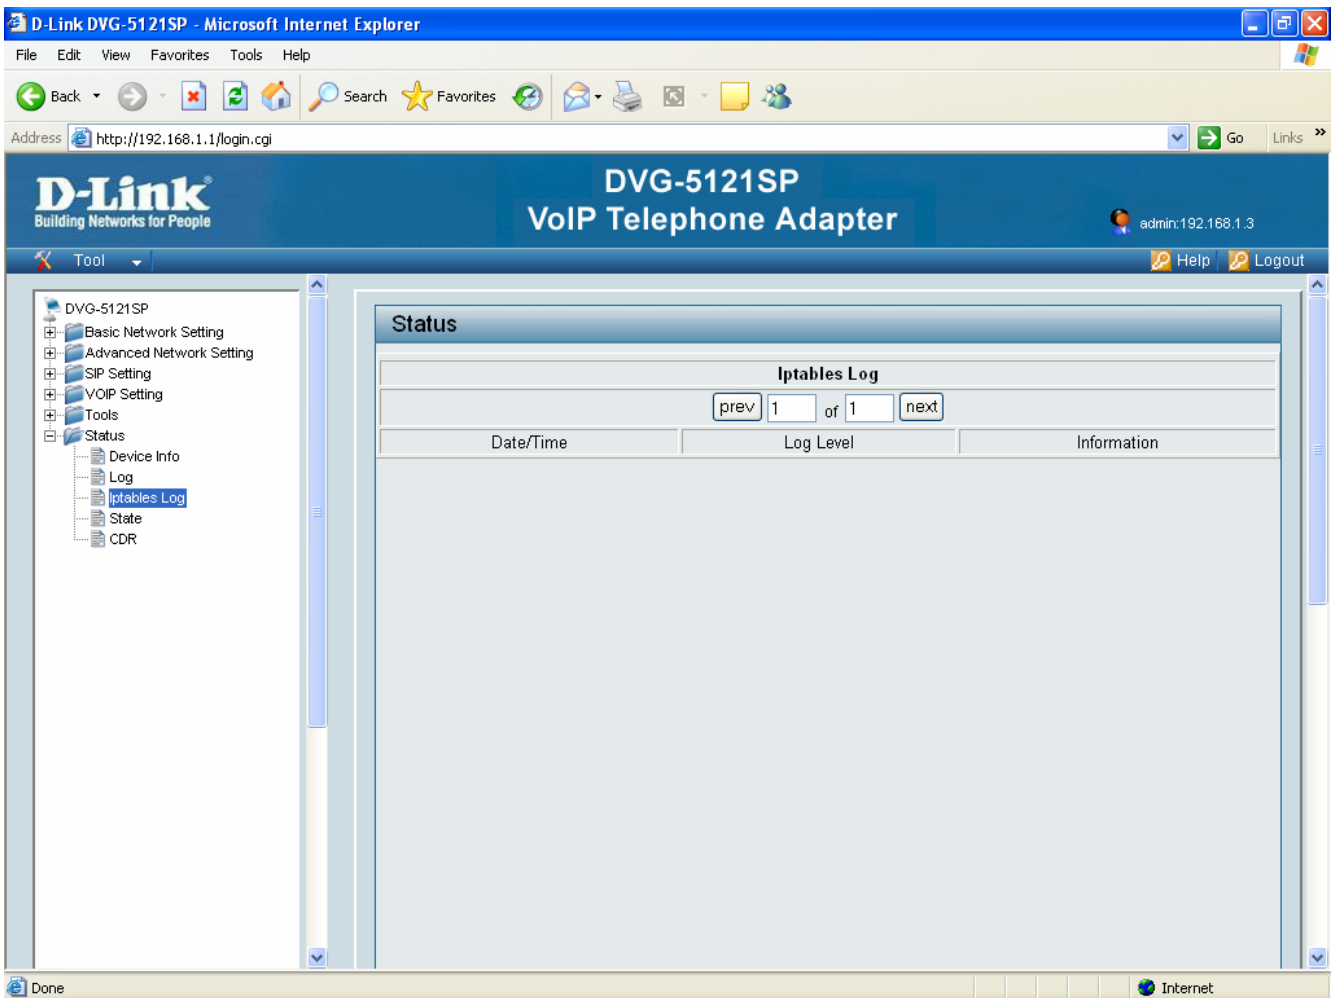 D-Link DVG-5121SP - Microsoft Internet Explorer
File Edit View Favorites Tools Help
Back Search Favorites
Address http://192.168.1.1/login.cgi Go Links »
D-Link®
Building Networks for People
DVG-5121SP
VoIP Telephone Adapter
admin:192.168.1.3
Tool Help Logout
DVG-5121SP
Basic Network Setting
Advanced Network Setting
SIP Setting
VOIP Setting
Tools
Status
Device Info
Log
Iptables Log
State
CDR
Status
Iptables Log
prev 1 of 1 next
Date/Time Log Level Information
Done Internet